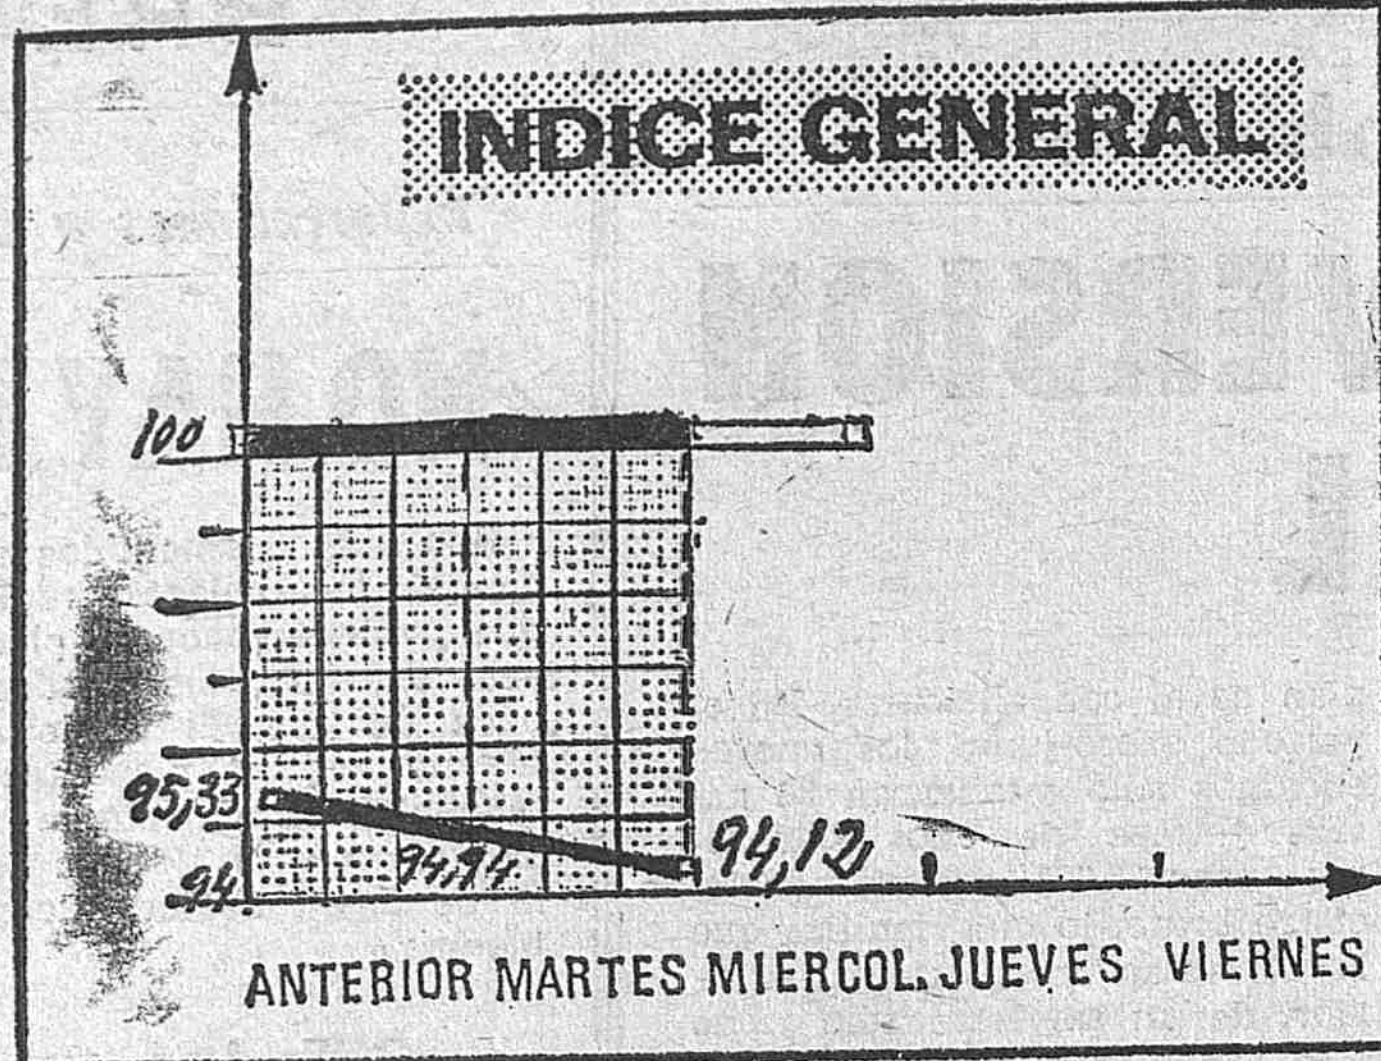 INDICE GENERAL
100
95,33
94,94
94,12
94
ANTERIOR MARTES MIERCOL. JUEVES VIERNES